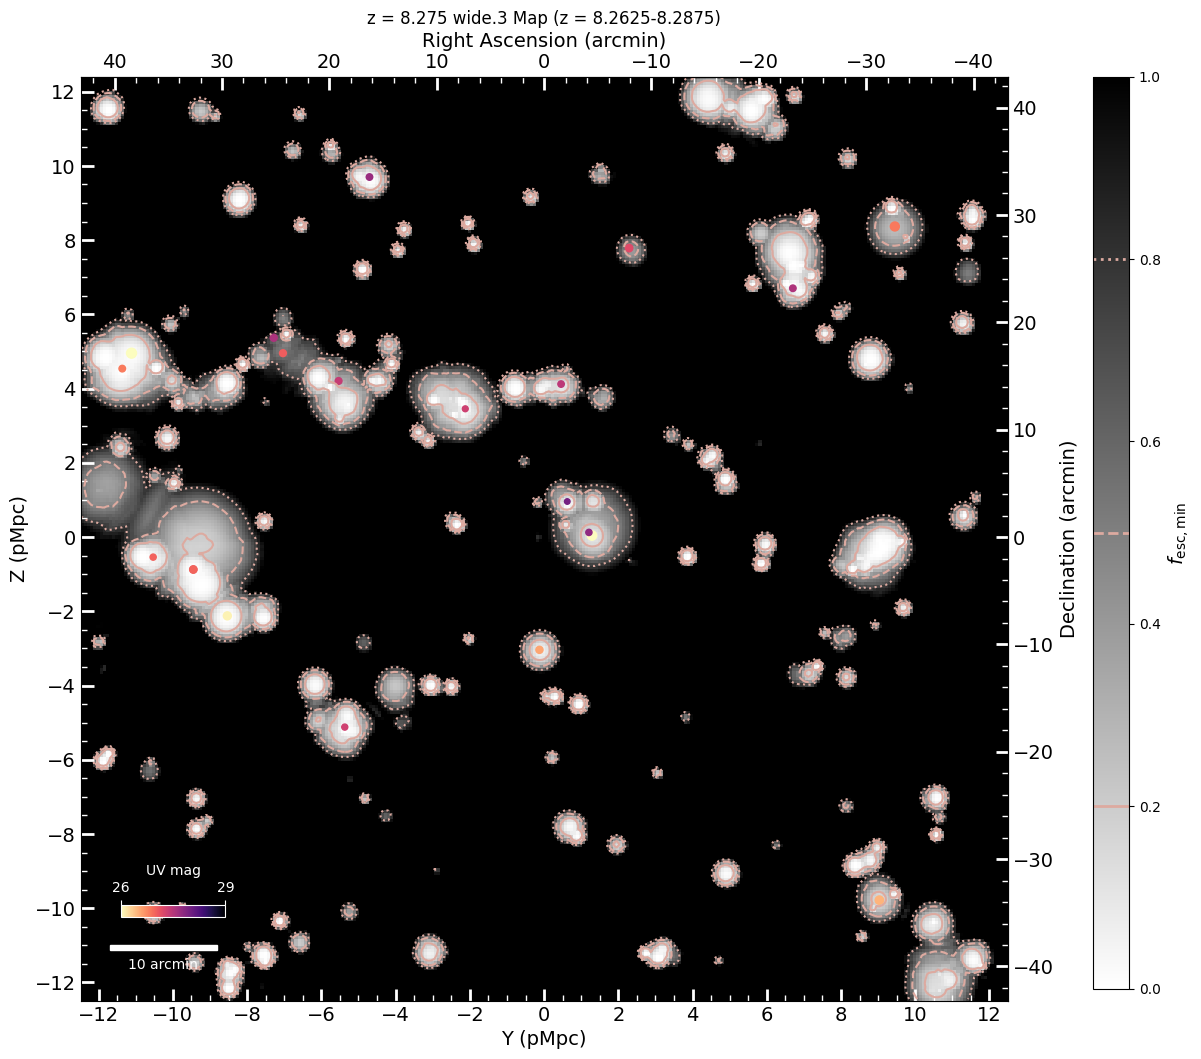 z = 8.275 wide.3 Map (z = 8.2625-8.2875)
Right Ascension (arcmin)
40 30 20 10 0 −10 −20 −30 −40
12 10 8 6 4 2 0 −2 −4 −6 −8 −10 −12
Z (pMpc)
UV mag
26 29
10 arcmin
−12 −10 −8 −6 −4 −2 0 2 4 6 8 10 12
Y (pMpc)
40 30 20 10 0 −10 −20 −30 −40
Declination (arcmin)
1.0 0.8 0.6 0.4 0.2 0.0
fesc,min